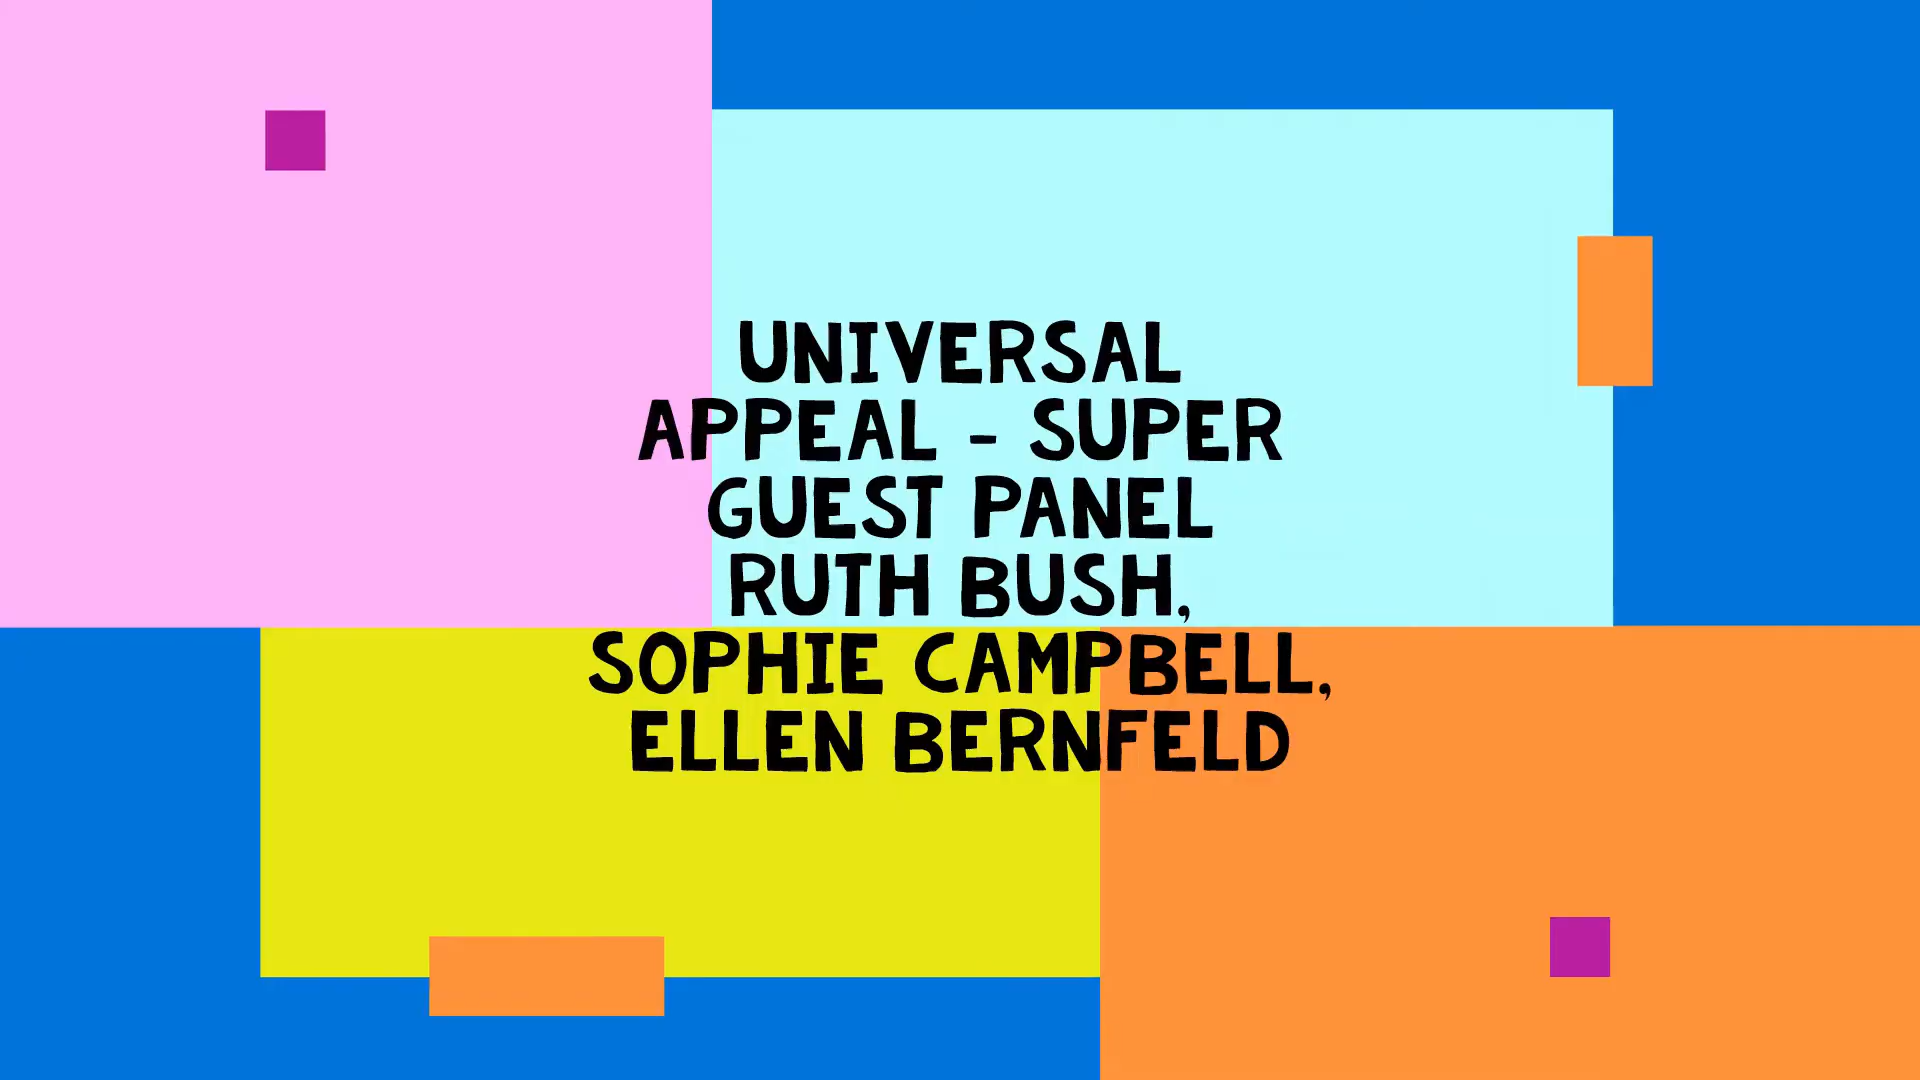 UNIVERSAL
APPEAL - SUPER
GUEST PANEL
RUTH BUSH,
SOPHIE CAMPBELL,
ELLEN BERNFELD